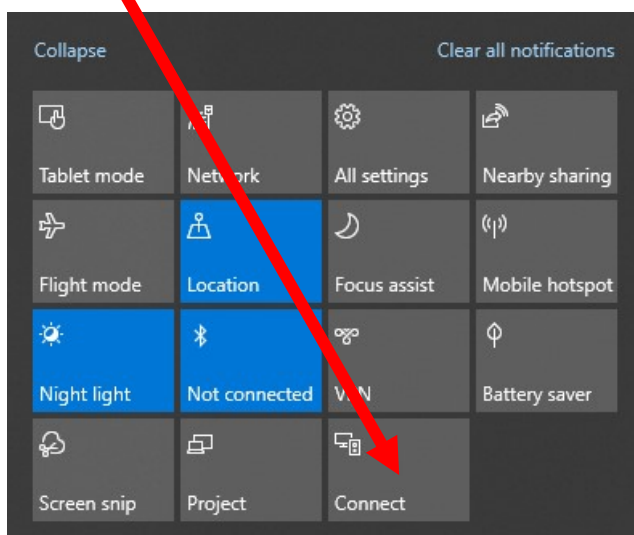 Collapse Clear all notifications
Tablet mode Network All settings Nearby sharing
Flight mode Location Focus assist Mobile hotspot
Night light Not connected VPN Battery saver
Screen snip Project Connect